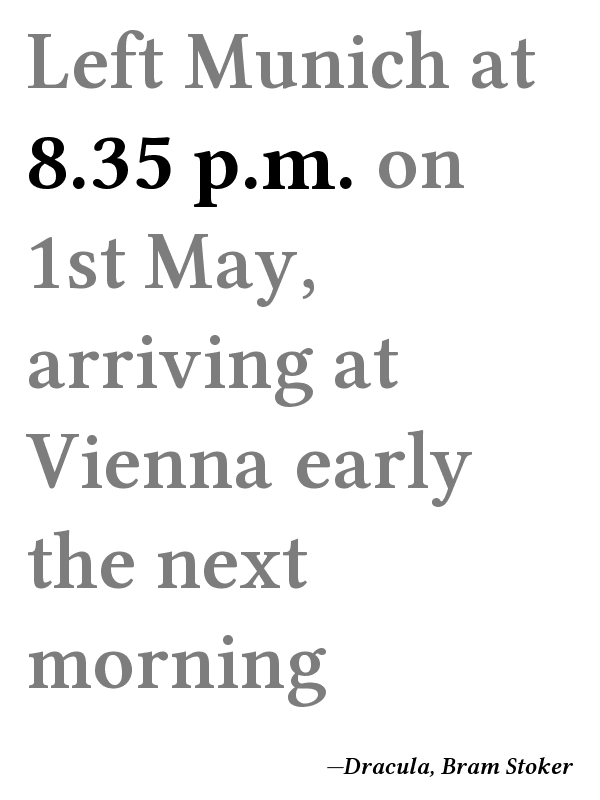 Left Munich at
8.35 p.m. on
1st May,
arriving at
Vienna early
the next
morning
—Dracula, Bram Stoker